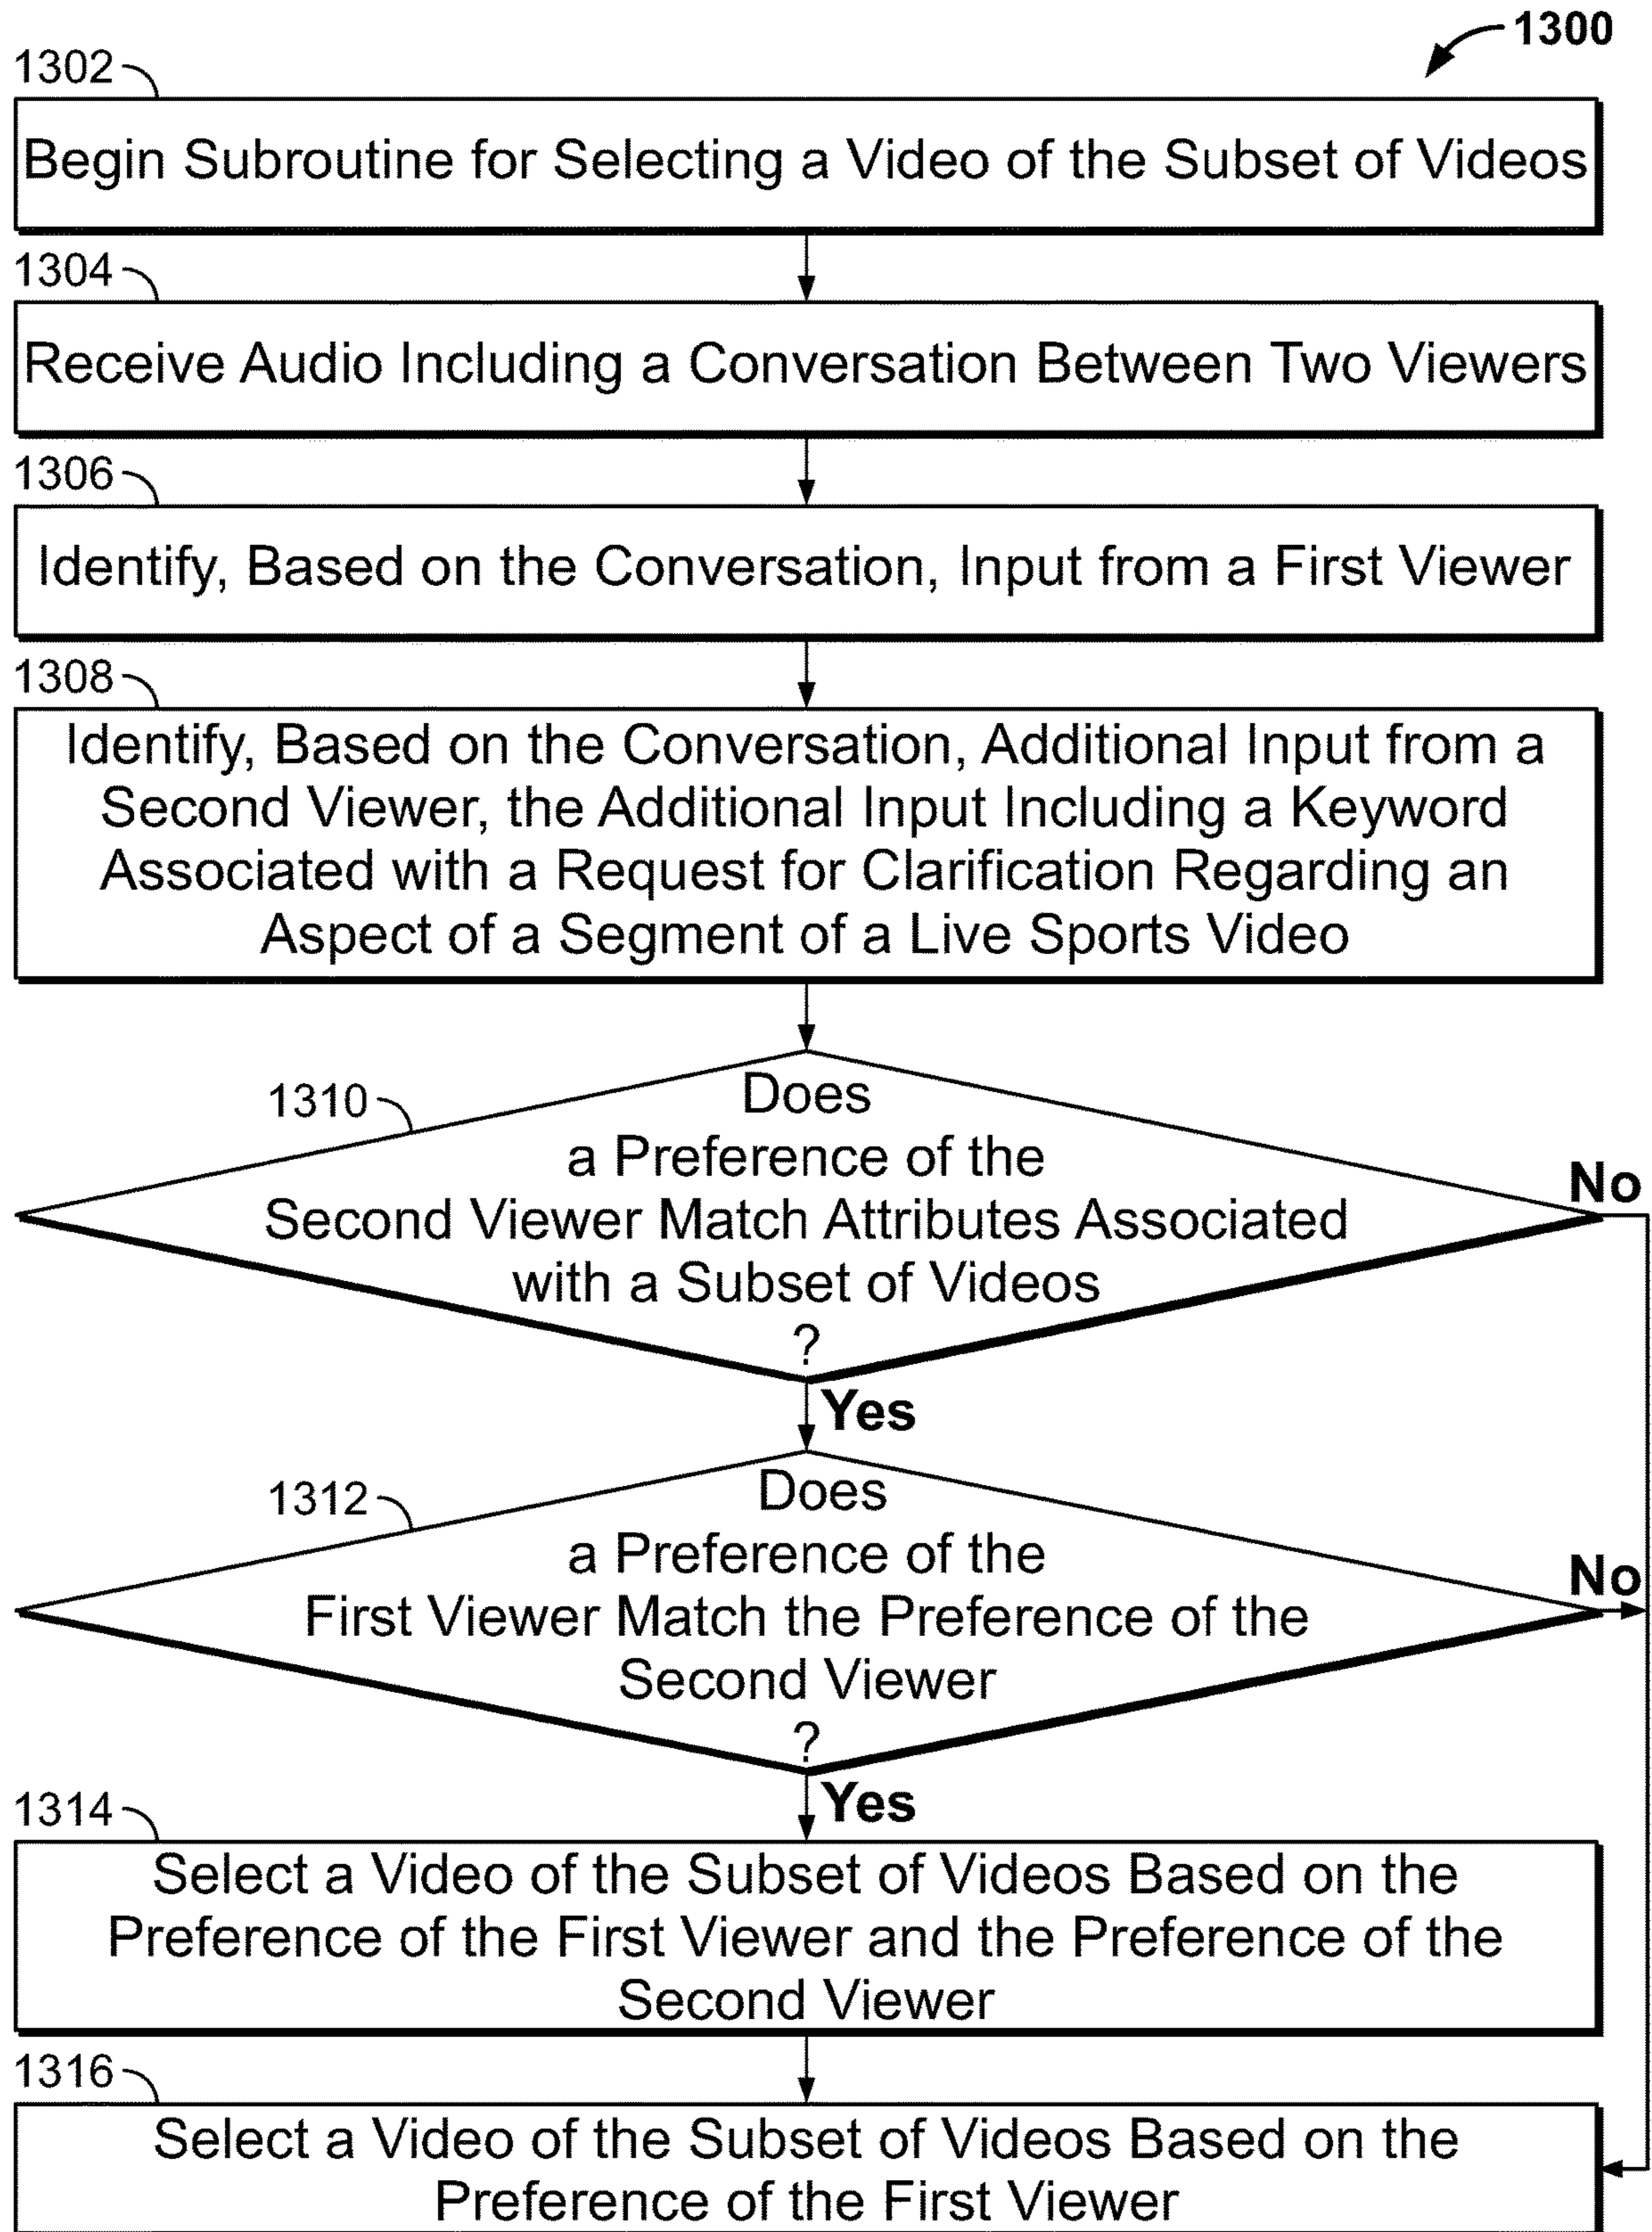 1300
1302
Begin Subroutine for Selecting a Video of the Subset of Videos
1304
Receive Audio Including a Conversation Between Two Viewers
1306
Identify, Based on the Conversation, Input from a First Viewer
1308
Identify, Based on the Conversation, Additional Input from a
Second Viewer, the Additional Input Including a Keyword
Associated with a Request for Clarification Regarding an
Aspect of a Segment of a Live Sports Video
1310
Does
a Preference of the
Second Viewer Match Attributes Associated
with a Subset of Videos
?
No
Yes
1312
Does
a Preference of the
First Viewer Match the Preference of the
Second Viewer
?
No
Yes
1314
Select a Video of the Subset of Videos Based on the
Preference of the First Viewer and the Preference of the
Second Viewer
1316
Select a Video of the Subset of Videos Based on the
Preference of the First Viewer